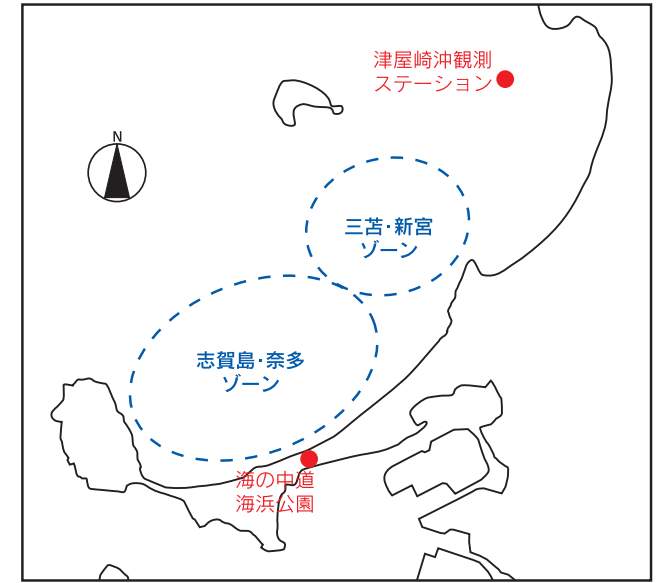 津屋崎沖観測
ステーション
N
三苫・新宮
ゾーン
志賀島・奈多
ゾーン
海の中道
海浜公園